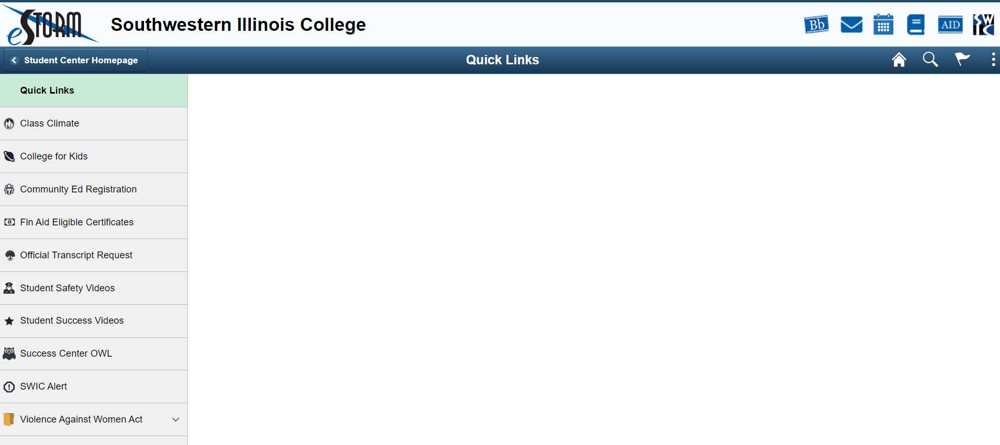 eSTORM
Southwestern Illinois College
Bb
AID
SWIC
Student Center Homepage
Quick Links
Quick Links
Class Climate
College for Kids
Community Ed Registration
Fin Aid Eligible Certificates
Official Transcript Request
Student Safety Videos
Student Success Videos
Success Center OWL
SWIC Alert
Violence Against Women Act